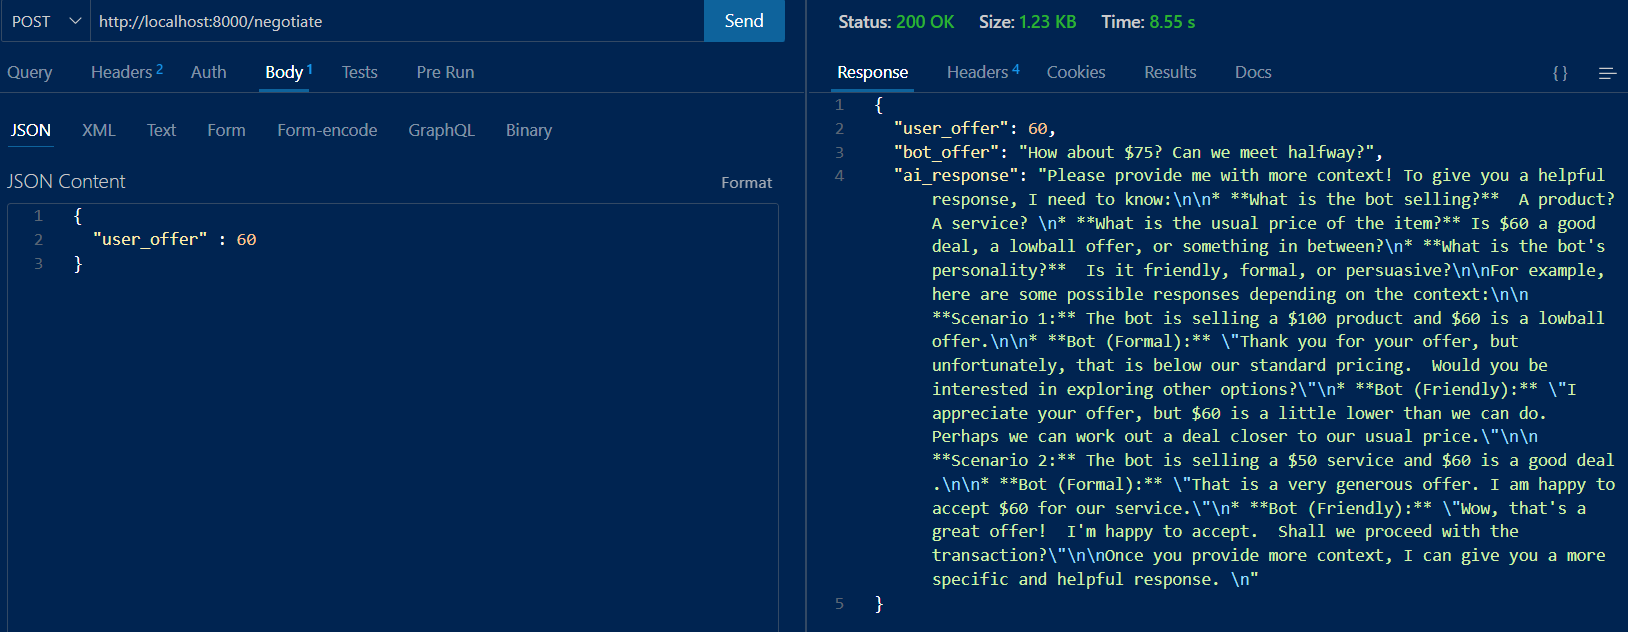 POST http://localhost:8000/negotiate Send
Query Headers 2 Auth Body 1 Tests Pre Run
JSON XML Text Form Form-encode GraphQL Binary
JSON Content Format
1 {
2 "user_offer" : 60
3 }
Status: 200 OK Size: 1.23 KB Time: 8.55 s
Response Headers 4 Cookies Results Docs {}
1 {
2 "user_offer": 60,
3 "bot_offer": "How about $75? Can we meet halfway?",
4 "ai_response": "Please provide me with more context! To give you a helpful
response, I need to know:\n\n* **What is the bot selling?**  A product?
A service? \n* **What is the usual price of the item?** Is $60 a good
deal, a lowball offer, or something in between?\n* **What is the bot's
personality?**  Is it friendly, formal, or persuasive?\n\nFor example,
here are some possible responses depending on the context:\n\n
**Scenario 1:** The bot is selling a $100 product and $60 is a lowball
offer.\n\n* **Bot (Formal):** \"Thank you for your offer, but
unfortunately, that is below our standard pricing.  Would you be
interested in exploring other options?\"\n* **Bot (Friendly):** \"I
appreciate your offer, but $60 is a little lower than we can do.
Perhaps we can work out a deal closer to our usual price.\"\n\n
**Scenario 2:** The bot is selling a $50 service and $60 is a good deal
.\n\n* **Bot (Formal):** \"That is a very generous offer. I am happy to
accept $60 for our service.\"\n* **Bot (Friendly):** \"Wow, that's a
great offer!  I'm happy to accept.  Shall we proceed with the
transaction?\"\n\nOnce you provide more context, I can give you a more
specific and helpful response. \n"
5 }